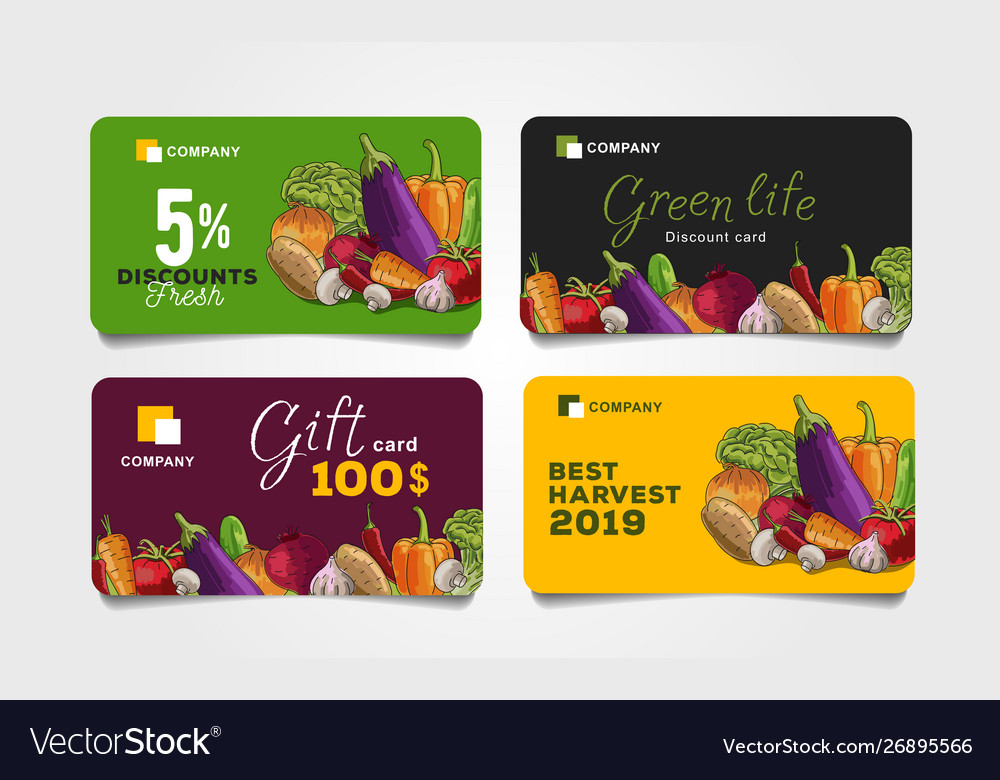 COMPANY
5%
DISCOUNTS
Fresh
COMPANY
Green life
Discount card
COMPANY
Gift card
100$
COMPANY
BEST
HARVEST
2019
VectorStock®
VectorStock.com/26895566